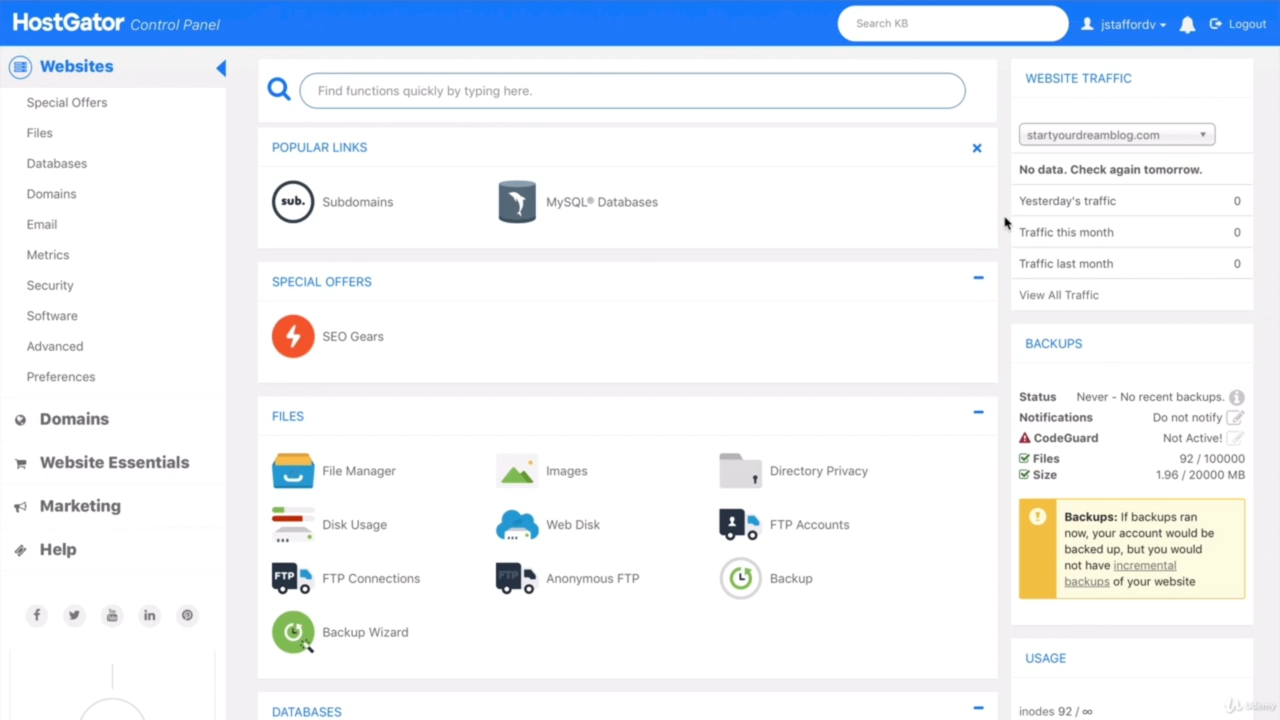 HostGator Control Panel
Search KB
jstaffordv
Logout
Websites
Special Offers
Files
Databases
Domains
Email
Metrics
Security
Software
Advanced
Preferences
Domains
Website Essentials
Marketing
Help
Find functions quickly by typing here.
POPULAR LINKS
sub.
Subdomains
MySQL® Databases
SPECIAL OFFERS
SEO Gears
FILES
File Manager
Images
Directory Privacy
Disk Usage
Web Disk
FTP Accounts
FTP
FTP Connections
FTP
Anonymous FTP
Backup
Backup Wizard
DATABASES
WEBSITE TRAFFIC
startyourdreamblog.com
No data. Check again tomorrow.
Yesterday's traffic 0
Traffic this month 0
Traffic last month 0
View All Traffic
BACKUPS
Status Never - No recent backups.
Notifications Do not notify
CodeGuard Not Active!
Files 92 / 100000
Size 1.96 / 20000 MB
Backups: If backups ran
now, your account would be
backed up, but you would
not have incremental
backups of your website
USAGE
inodes 92 / ∞
Udemy